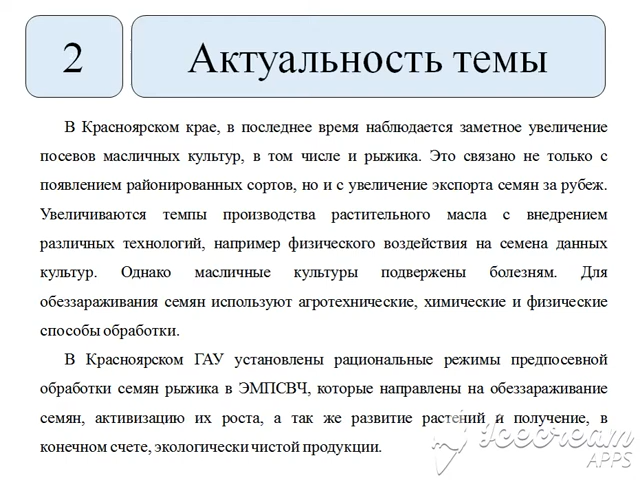 2
Актуальность темы
В Красноярском крае, в последнее время наблюдается заметное увеличение
посевов масличных культур, в том числе и рыжика. Это связано не только с
появлением районированных сортов, но и с увеличение экспорта семян за рубеж.
Увеличиваются темпы производства растительного масла с внедрением
различных технологий, например физического воздействия на семена данных
культур. Однако масличные культуры подвержены болезням. Для
обеззараживания семян используют агротехнические, химические и физические
способы обработки.
В Красноярском ГАУ установлены рациональные режимы предпосевной
обработки семян рыжика в ЭМПСВЧ, которые направлены на обеззараживание
семян, активизацию их роста, а так же развитие растений и получение, в
конечном счете, экологически чистой продукции.
Icecream
APPS